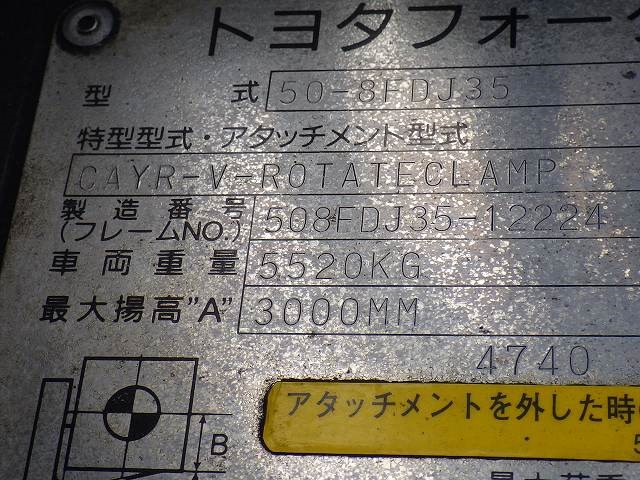 トヨタフォー
型 式 50-8FDJ35
特型型式・アタッチメント型式
CAYR-V-ROTATECLAMP
製造番号 508FDJ35-12224
(フレームNO.)
車両重量 5520KG
最大揚高"A" 3000MM
4740
アタッチメントを外した時
B